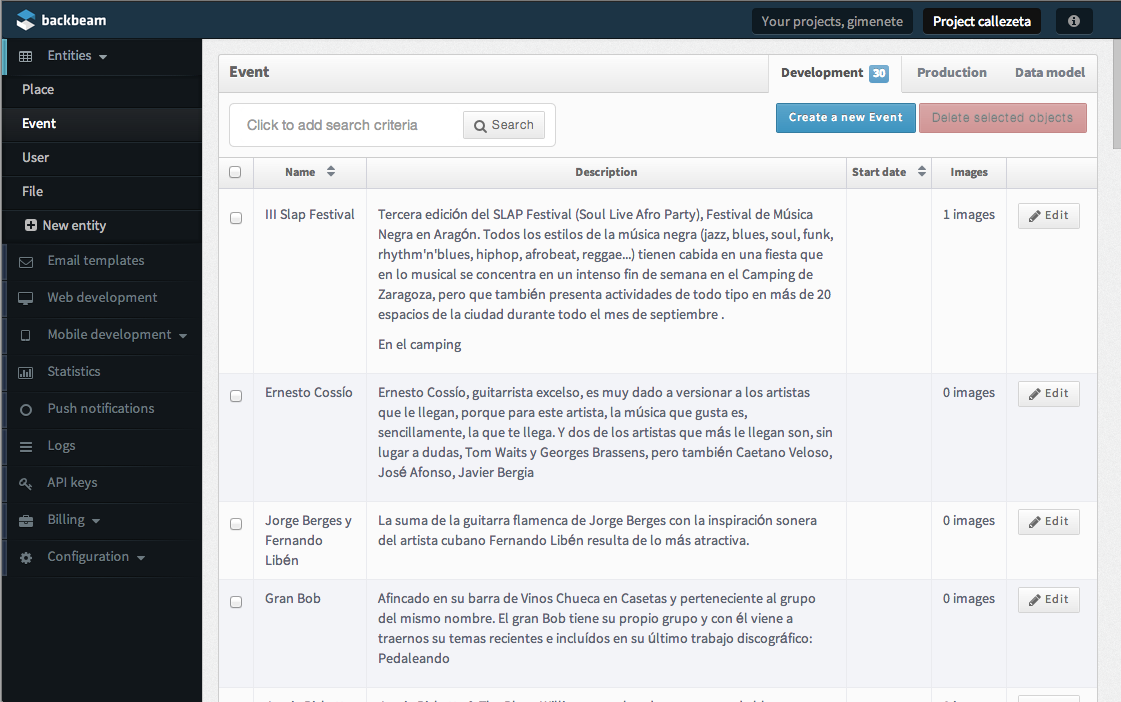 backbeam
Your projects, gimenete
Project callezeta
Entities
Place
Event
User
File
New entity
Email templates
Web development
Mobile development
Statistics
Push notifications
Logs
API keys
Billing
Configuration
Event
Development 30
Production
Data model
Click to add search criteria
Search
Create a new Event
Delete selected objects
Name
Description
Start date
Images
III Slap Festival
Tercera edición del SLAP Festival (Soul Live Afro Party), Festival de Música
Negra en Aragón. Todos los estilos de la música negra (jazz, blues, soul, funk,
rhythm'n'blues, hiphop, afrobeat, reggae...) tienen cabida en una fiesta que
en lo musical se concentra en un intenso fin de semana en el Camping de
Zaragoza, pero que también presenta actividades de todo tipo en más de 20
espacios de la ciudad durante todo el mes de septiembre .
En el camping
1 images
Edit
Ernesto Cossío
Ernesto Cossío, guitarrista excelso, es muy dado a versionar a los artistas
que le llegan, porque para este artista, la música que gusta es,
sencillamente, la que te llega. Y dos de los artistas que más le llegan son, sin
lugar a dudas, Tom Waits y Georges Brassens, pero también Caetano Veloso,
José Afonso, Javier Bergia
0 images
Edit
Jorge Berges y
Fernando
Libén
La suma de la guitarra flamenca de Jorge Berges con la inspiración sonera
del artista cubano Fernando Libén resulta de lo más atractiva.
0 images
Edit
Gran Bob
Afincado en su barra de Vinos Chueca en Casetas y perteneciente al grupo
del mismo nombre. El gran Bob tiene su propio grupo y con él viene a
traernos su temas recientes e incluídos en su último trabajo discográfico:
Pedaleando
0 images
Edit